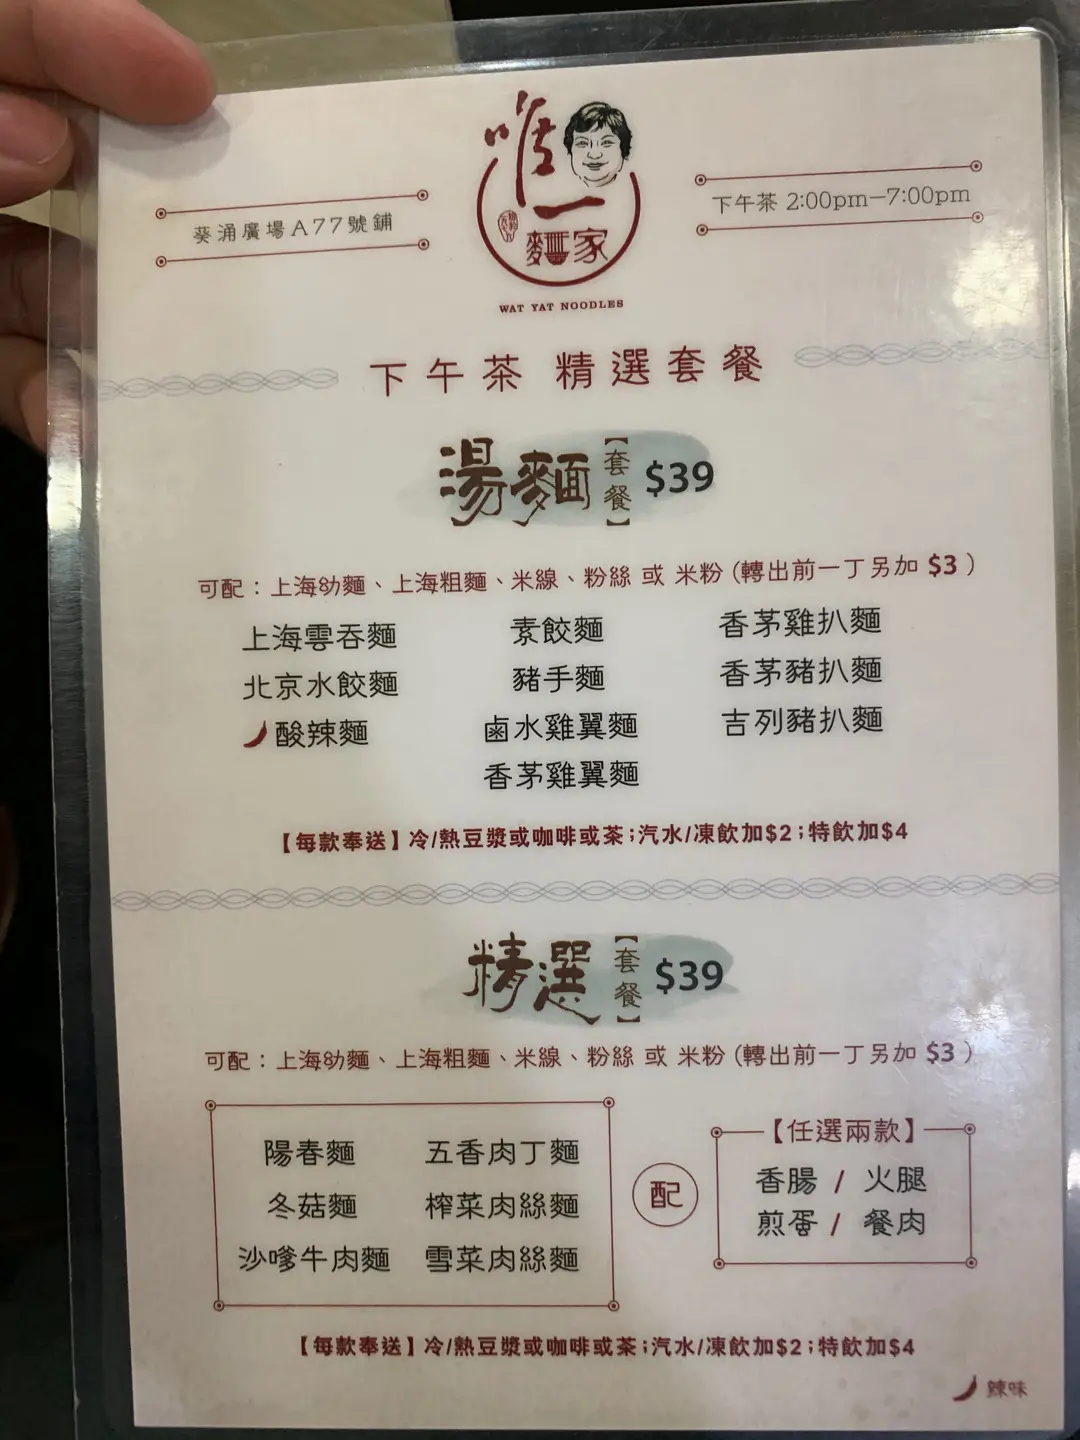 唯一麵家
WAT YAT NOODLES
葵涌廣場A77號鋪
下午茶 2:00pm—7:00pm
下午茶 精選套餐
湯麵【套餐】$39
可配：上海幼麵、上海粗麵、米線、粉絲 或 米粉 (轉出前一丁另加 $3 )
上海雲吞麵 素餃麵 香茅雞扒麵
北京水餃麵 豬手麵 香茅豬扒麵
酸辣麵 鹵水雞翼麵 吉列豬扒麵
香茅雞翼麵
【每款奉送】冷/熱豆漿或咖啡或茶；汽水/凍飲加$2；特飲加$4
精選【套餐】$39
可配：上海幼麵、上海粗麵、米線、粉絲 或 米粉 (轉出前一丁另加 $3 )
陽春麵 五香肉丁麵
冬菇麵 榨菜肉絲麵
沙嗲牛肉麵 雪菜肉絲麵
配
【任選兩款】
香腸 / 火腿
煎蛋 / 餐肉
【每款奉送】冷/熱豆漿或咖啡或茶；汽水/凍飲加$2；特飲加$4
辣味